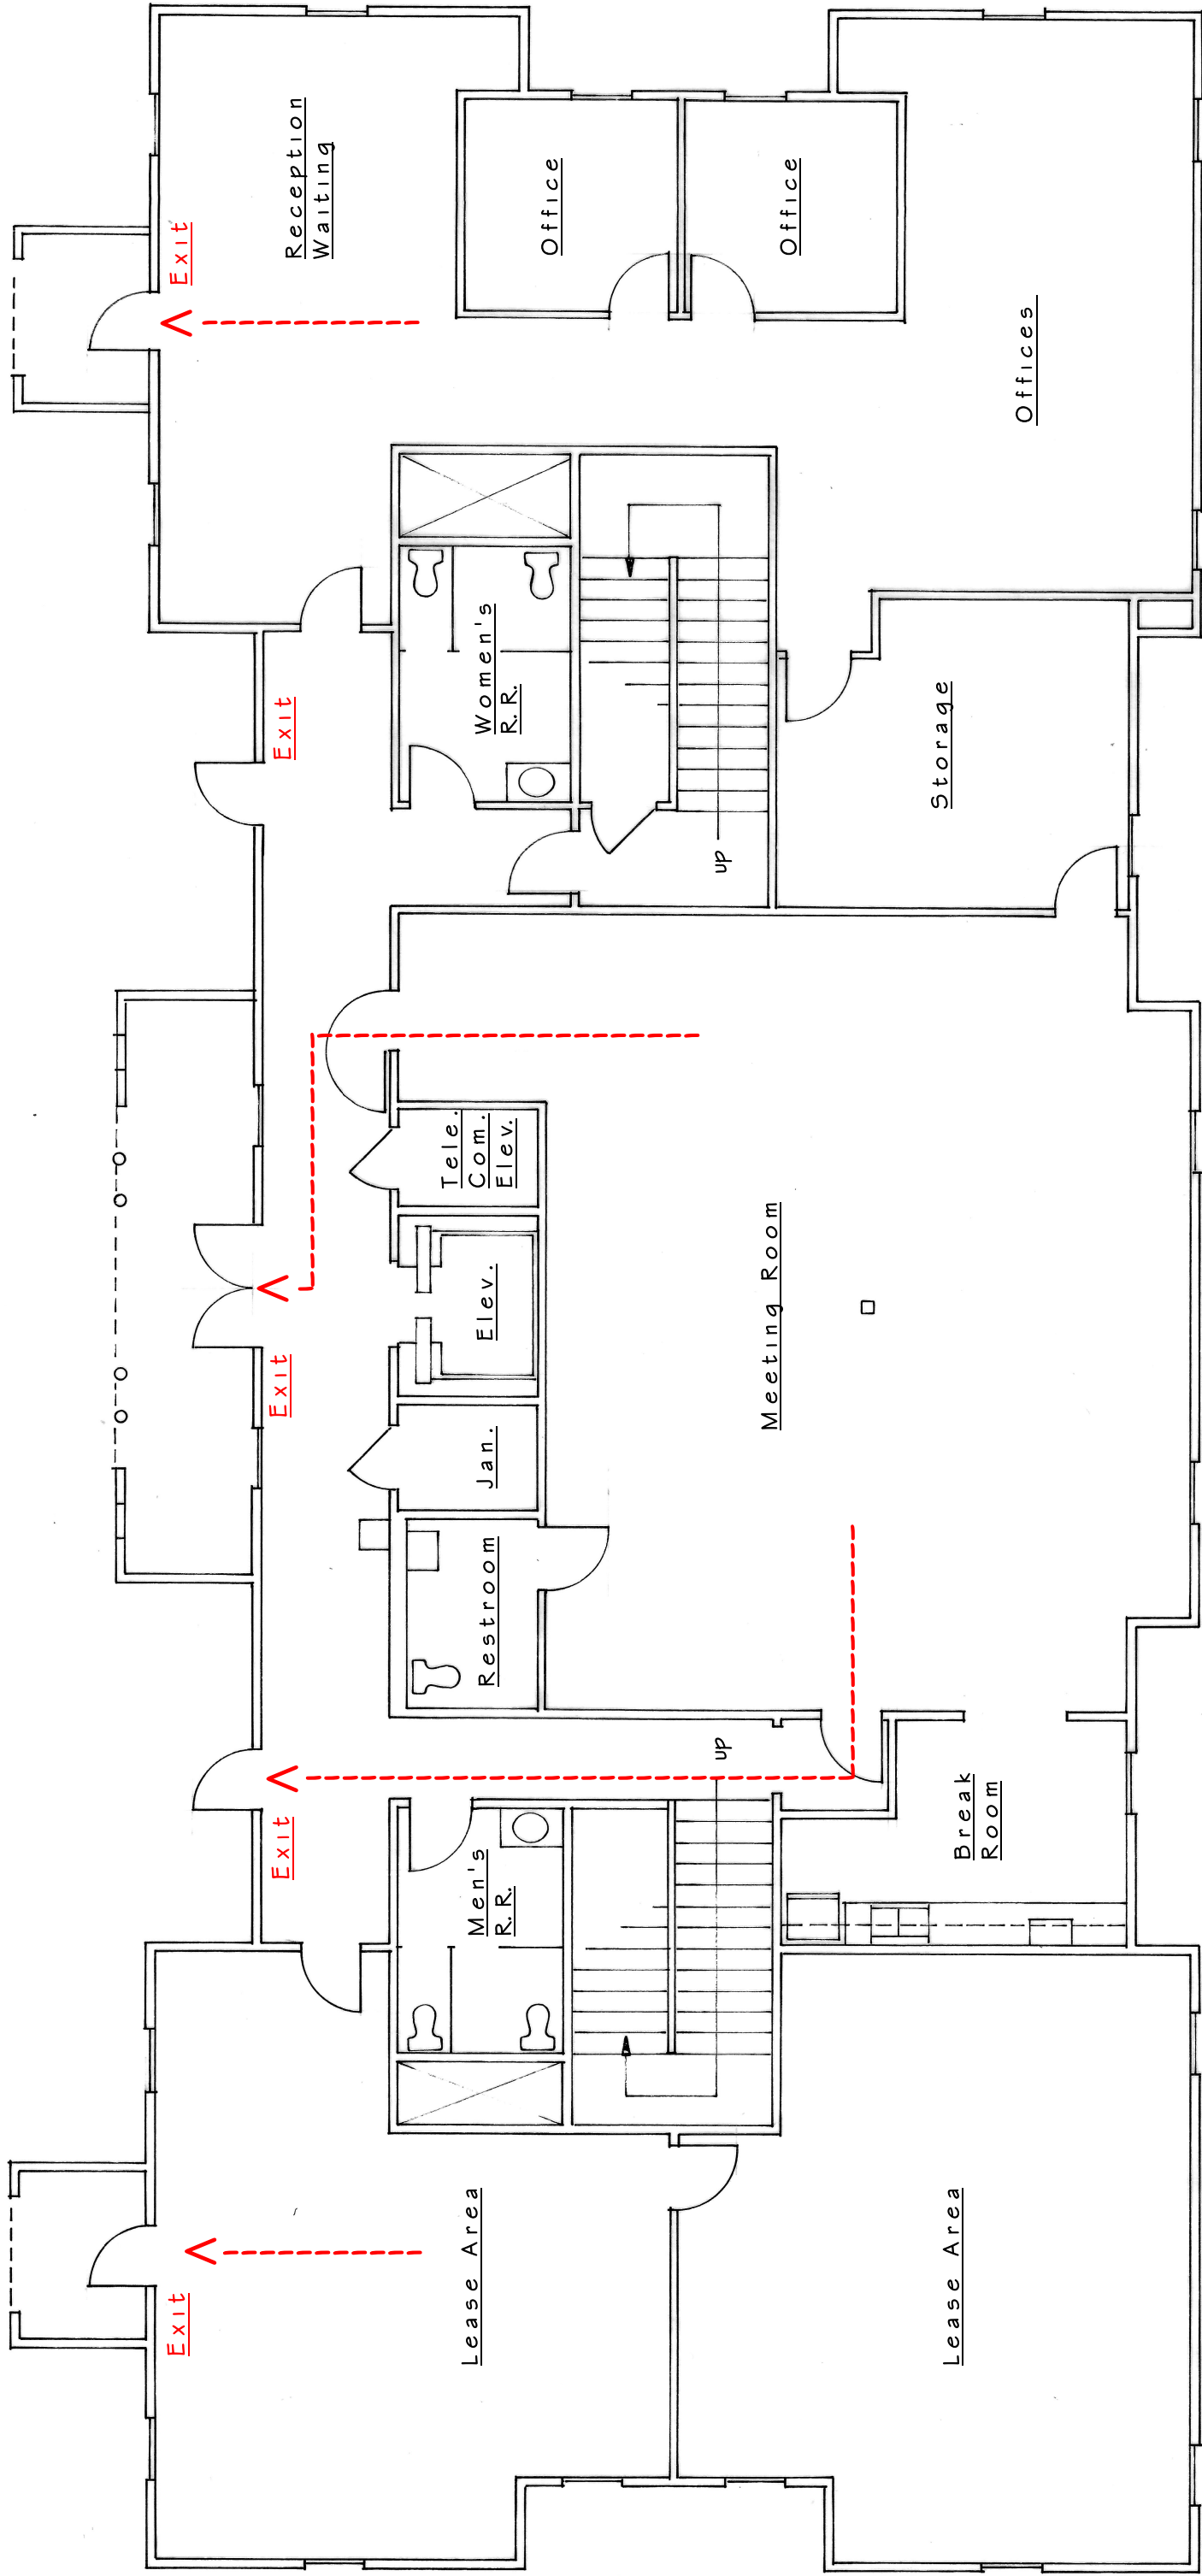 Exit
Reception
Waiting
Office
Office
Offices
Exit
Women's
R.R.
up
Storage
Tele.
Com.
Elev.
Exit
Elev.
Meeting Room
Jan.
Restroom
up
Exit
Men's
R.R.
Break
Room
Exit
Lease Area
Lease Area